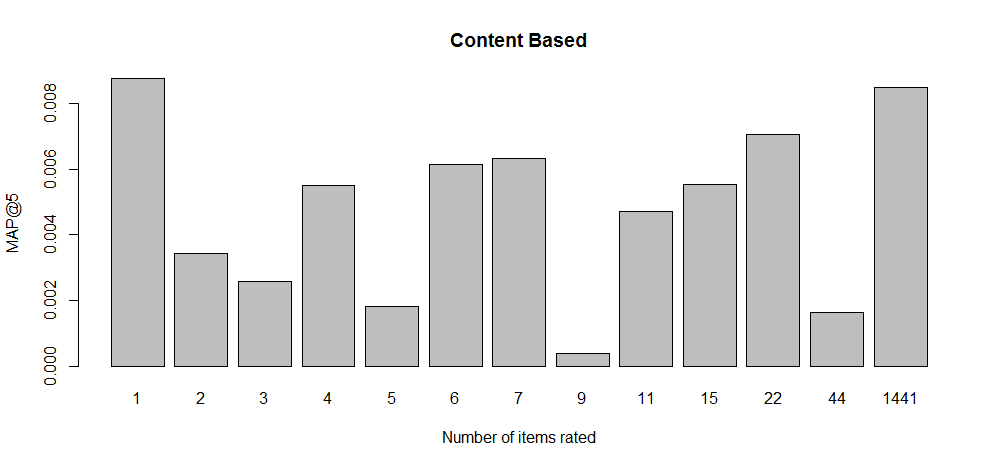 Content Based
MAP@5
0.008
0.006
0.004
0.002
0.000
1 2 3 4 5 6 7 9 11 15 22 44 1441
Number of items rated